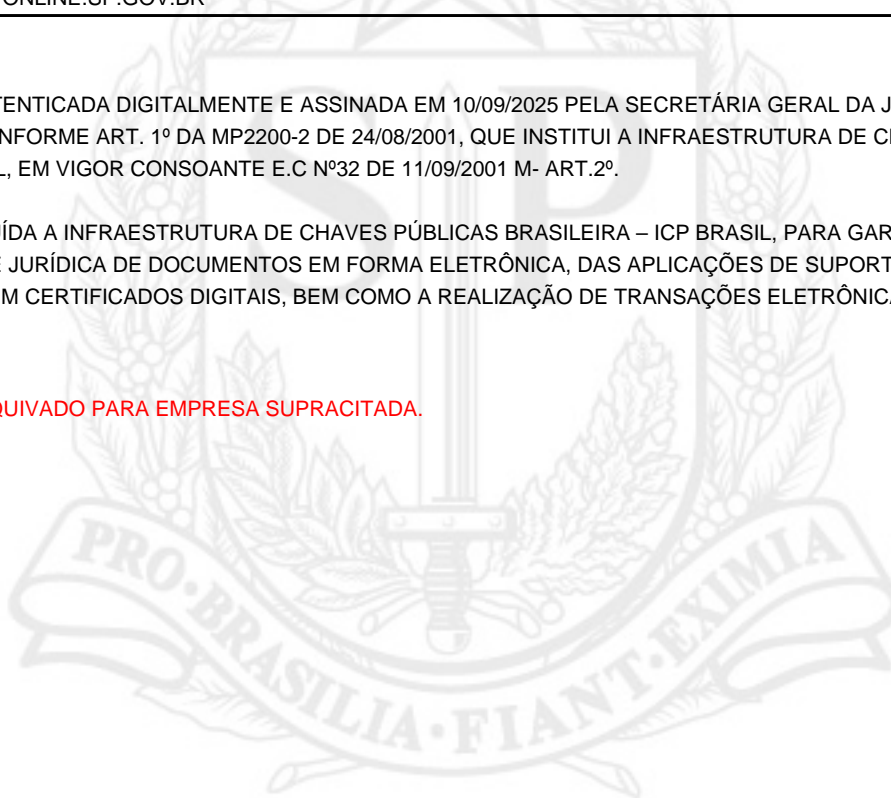 ONLINE.SP.GOV.BR
TENTICADA DIGITALMENTE E ASSINADA EM 10/09/2025 PELA SECRETÁRIA GERAL DA J
NFORME ART. 1º DA MP2200-2 DE 24/08/2001, QUE INSTITUI A INFRAESTRUTURA DE C
L, EM VIGOR CONSOANTE E.C Nº32 DE 11/09/2001 M- ART.2º.
ÍDA A INFRAESTRUTURA DE CHAVES PÚBLICAS BRASILEIRA – ICP BRASIL, PARA GAR
E JURÍDICA DE DOCUMENTOS EM FORMA ELETRÔNICA, DAS APLICAÇÕES DE SUPORT
M CERTIFICADOS DIGITAIS, BEM COMO A REALIZAÇÃO DE TRANSAÇÕES ELETRÔNICA
QUIVADO PARA EMPRESA SUPRACITADA.
SP
PRO·BRASILIA·FIANT·EXIMIA